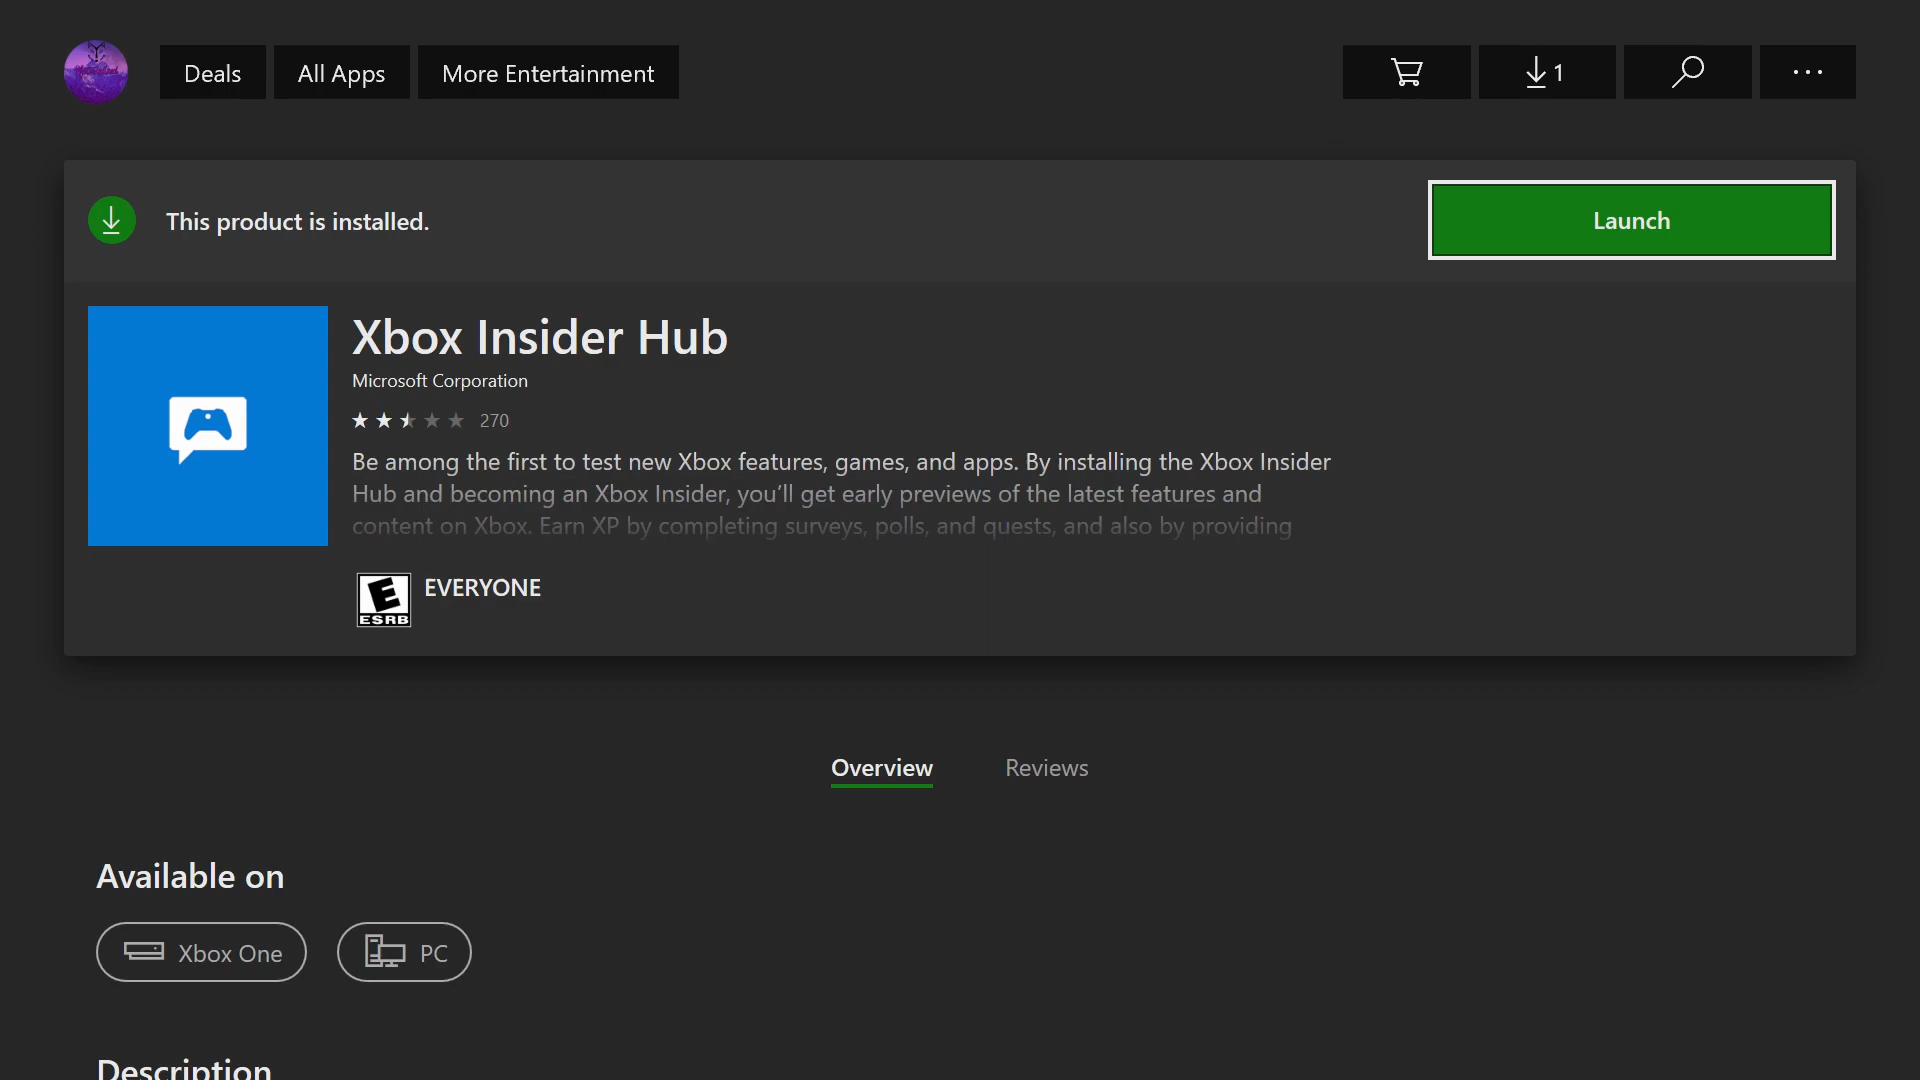 Deals
All Apps
More Entertainment
1
This product is installed.
Launch
Xbox Insider Hub
Microsoft Corporation
270
Be among the first to test new Xbox features, games, and apps. By installing the Xbox Insider
Hub and becoming an Xbox Insider, you’ll get early previews of the latest features and
content on Xbox. Earn XP by completing surveys, polls, and quests, and also by providing
E
ESRB
EVERYONE
Overview
Reviews
Available on
Xbox One
PC
Description